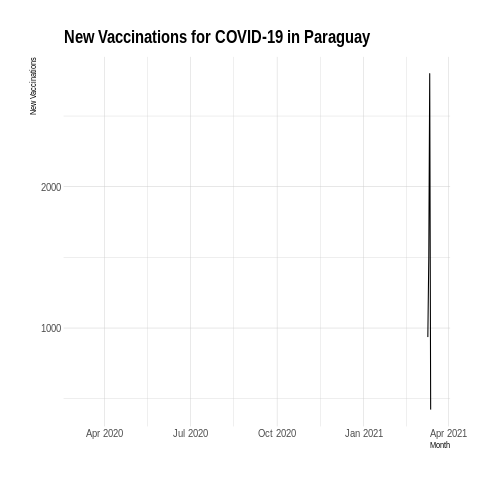 New Vaccinations for COVID-19 in Paraguay
New Vaccinations
2000
1000
Apr 2020 Jul 2020 Oct 2020 Jan 2021 Apr 2021
Month